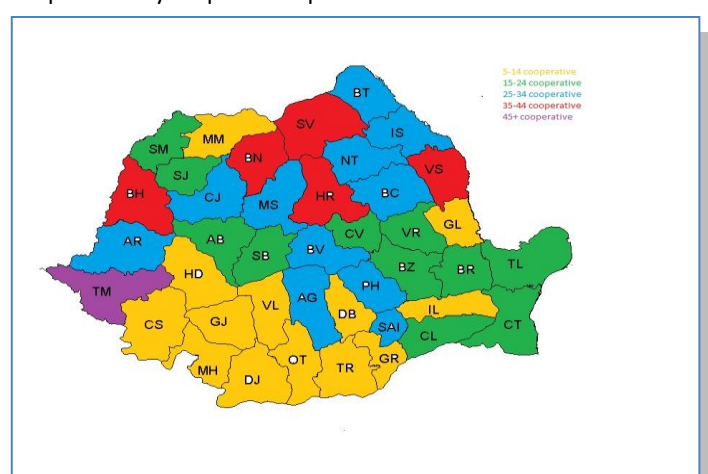 5-14 cooperative
15-24 cooperative
25-34 cooperative
35-44 cooperative
45+ cooperative
BT
SV
IS
MM
SM
BN
NT
SJ
VS
BH
CJ
HR
BC
MS
GL
CV
VR
AR
AB
SB
BV
BZ
BR
TL
HD
PH
TM
VL
AG
DB
IL
CS
GJ
SAI
CL
CT
OT
GR
MH
DJ
TR